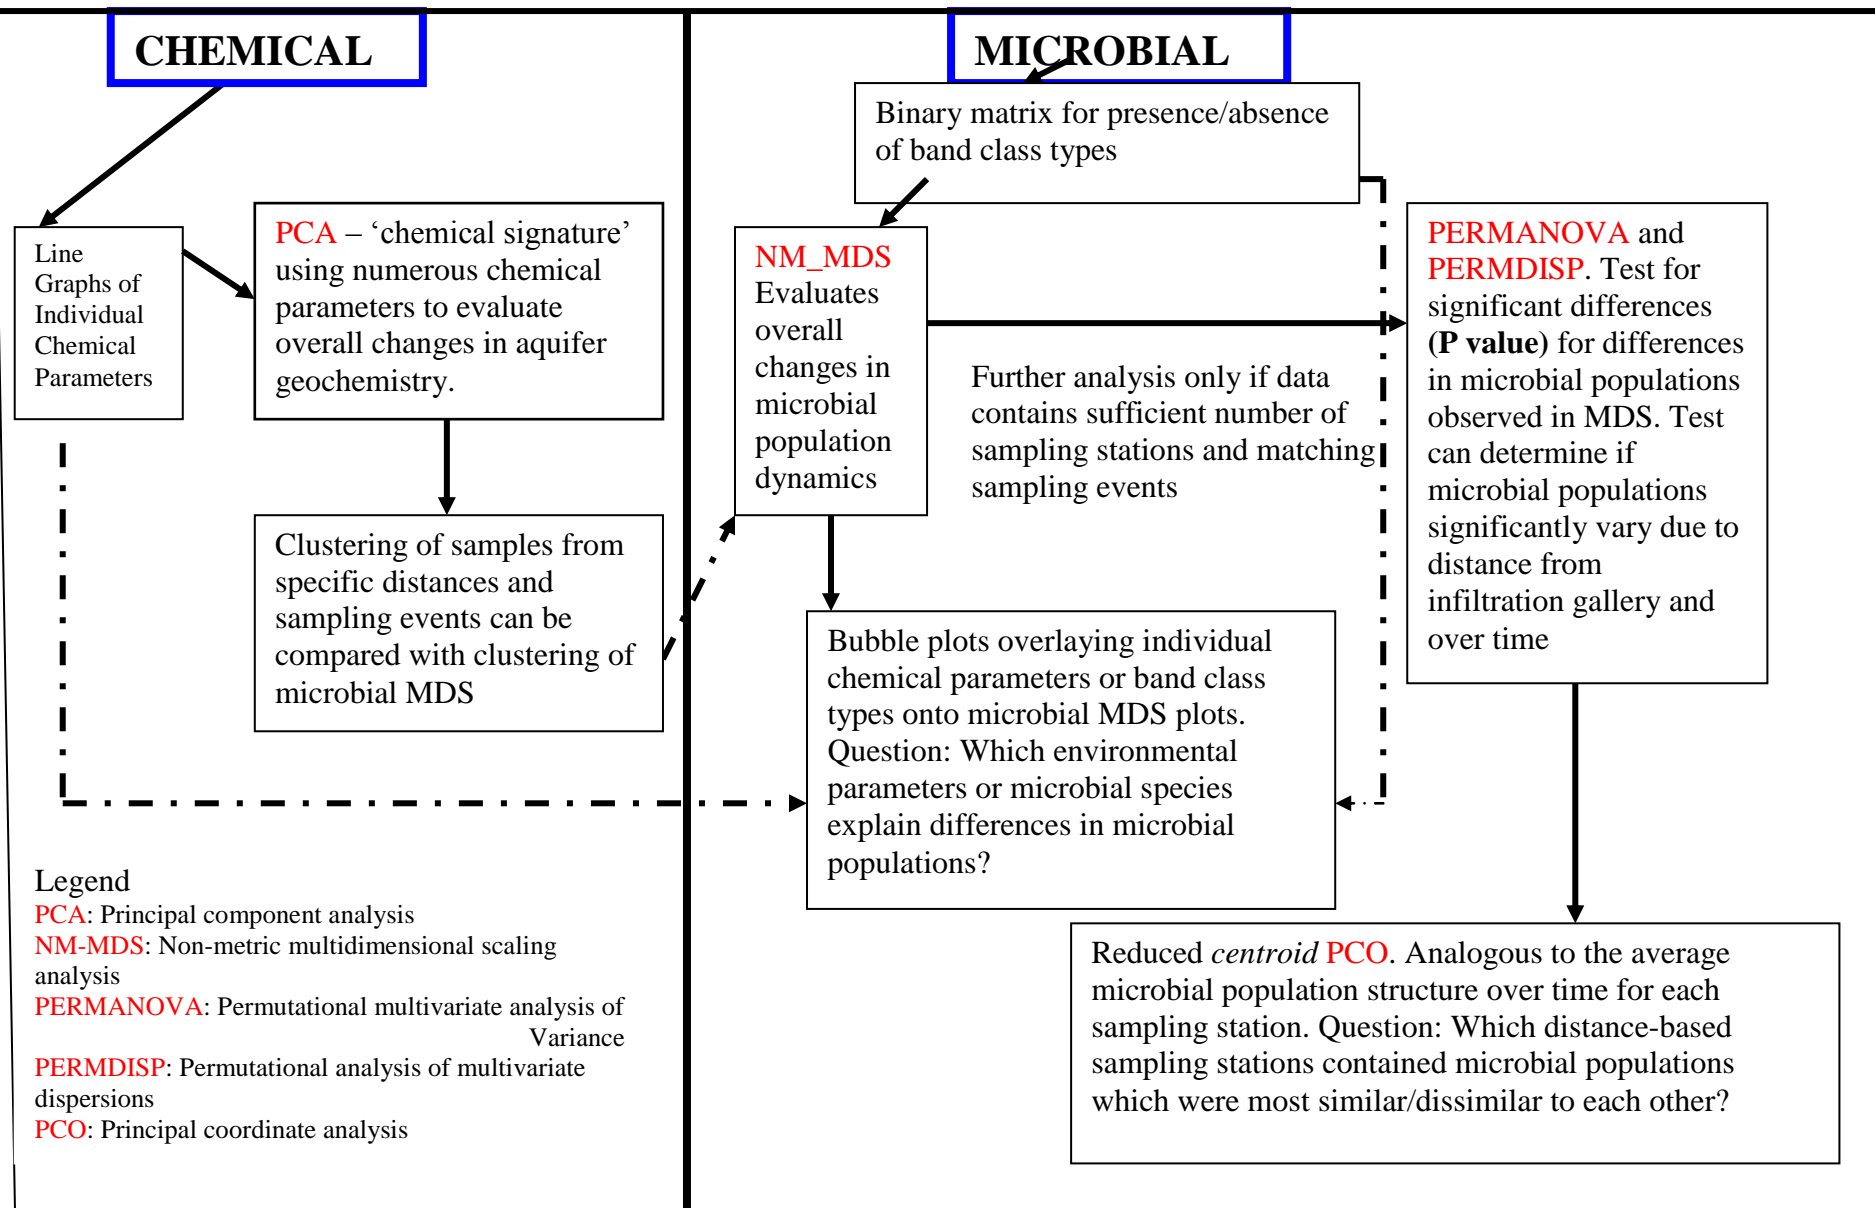 CHEMICAL
MICROBIAL
Binary matrix for presence/absence
of band class types
Line
Graphs of
Individual
Chemical
Parameters
PCA – ‘chemical signature’
using numerous chemical
parameters to evaluate
overall changes in aquifer
geochemistry.
Clustering of samples from
specific distances and
sampling events can be
compared with clustering of
microbial MDS
NM_MDS
Evaluates
overall
changes in
microbial
population
dynamics
Further analysis only if data
contains sufficient number of
sampling stations and matching
sampling events
PERMANOVA and
PERMDISP. Test for
significant differences
(P value) for differences
in microbial populations
observed in MDS. Test
can determine if
microbial populations
significantly vary due to
distance from
infiltration gallery and
over time
Bubble plots overlaying individual
chemical parameters or band class
types onto microbial MDS plots.
Question: Which environmental
parameters or microbial species
explain differences in microbial
populations?
Reduced centroid PCO. Analogous to the average
microbial population structure over time for each
sampling station. Question: Which distance-based
sampling stations contained microbial populations
which were most similar/dissimilar to each other?
Legend
PCA: Principal component analysis
NM-MDS: Non-metric multidimensional scaling
analysis
PERMANOVA: Permutational multivariate analysis of
Variance
PERMDISP: Permutational analysis of multivariate
dispersions
PCO: Principal coordinate analysis